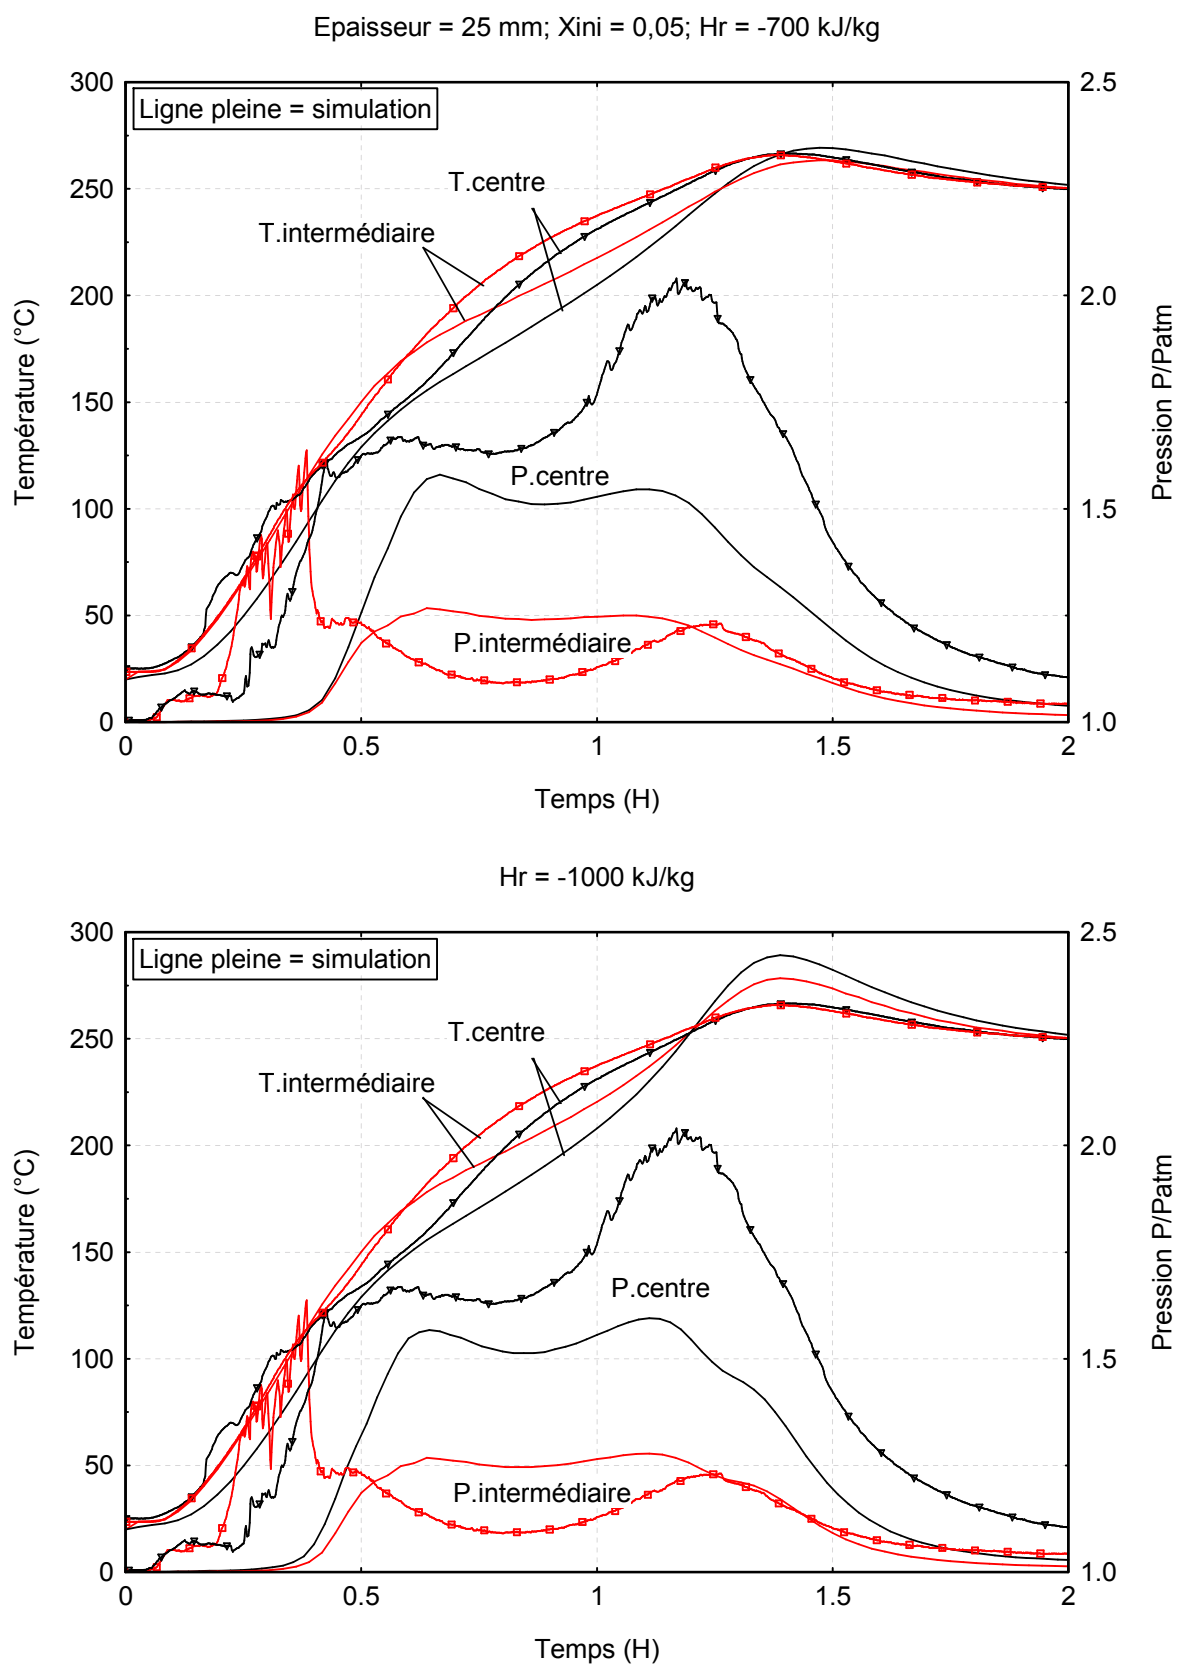 Epaisseur = 25 mm; Xini = 0,05; Hr = -700 kJ/kg
300
2.5
Ligne pleine = simulation
250
T.centre
T.intermédiaire
200
2.0
150
P.centre
100
1.5
50
P.intermédiaire
0
1.0
0
0.5
1
1.5
2
Température (°C)
Pression P/Patm
Temps (H)
Hr = -1000 kJ/kg
300
2.5
Ligne pleine = simulation
250
T.centre
T.intermédiaire
200
2.0
150
P.centre
100
1.5
50
P.intermédiaire
0
1.0
0
0.5
1
1.5
2
Température (°C)
Pression P/Patm
Temps (H)